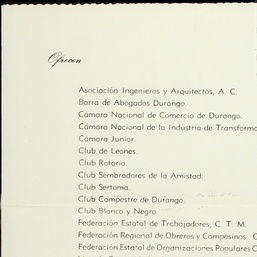 Ofrecen
Asociación Ingenieros y Arquitectos, A. C.
Barra de Abogados Durango.
Cámara Nacional de Comercio de Durango.
Cámara Nacional de la Industria de Transforma
Cámara Junior.
Club de Leones.
Club Rotario.
Club Sembradores de la Amistad.
Club Sertoma.
Club Campestre de Durango.
Club Blanco y Negro.
Federación Estatal de Trabajadores, C. T. M.
Federación Regional de Obreros y Campesinos. C
Federación Estatal de Organizaciones Populares C